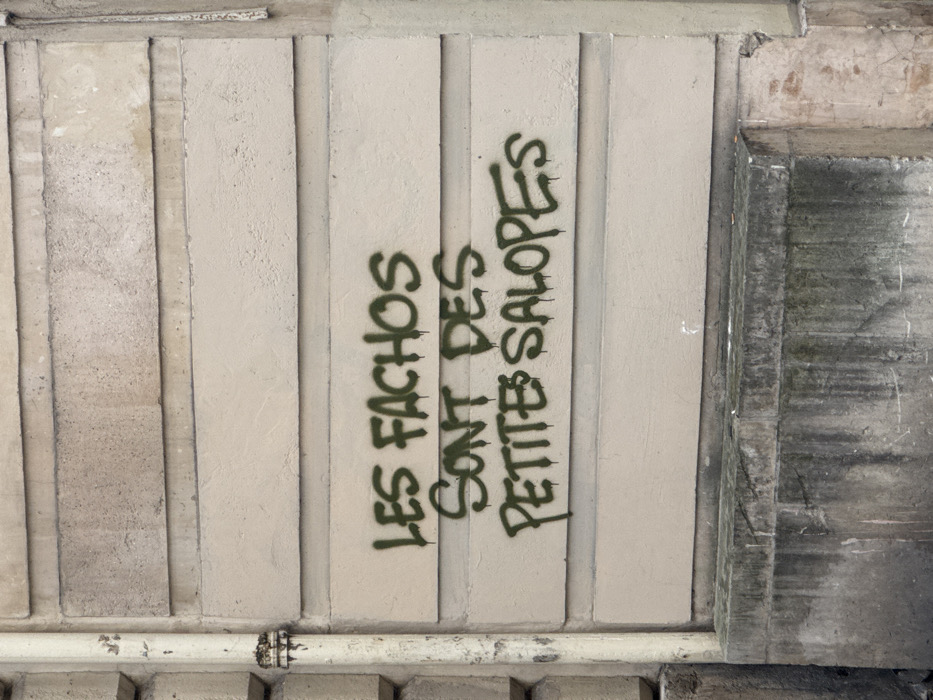 LES FACHOS
SONT DES
PETITES SALOPES